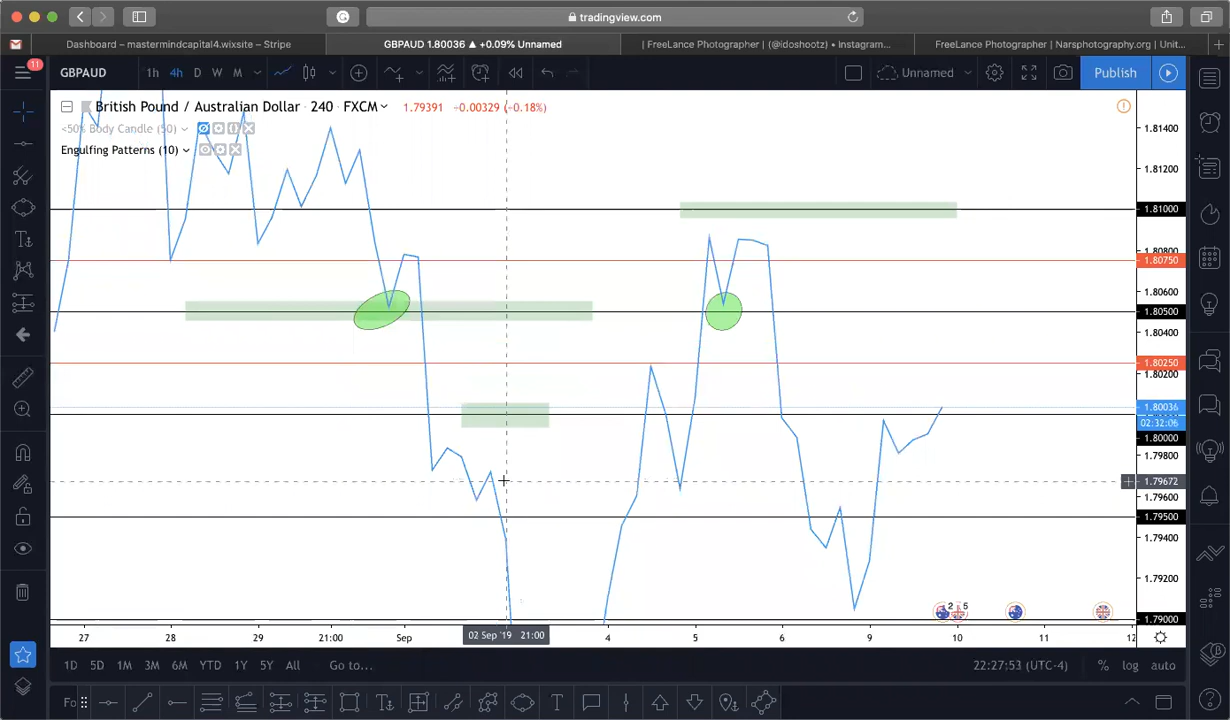 tradingview.com
Dashboard – mastermindcapital4.wixsite – Stripe
GBPAUD 1.80036 ▲ +0.09% Unnamed
| FreeLance Photographer | (@idoshootz) • Instagram...
FreeLance Photographer | Narsphotography.org | Unit...
11
GBPAUD
1h 4h D W M
Unnamed
Publish
British Pound / Australian Dollar · 240 · FXCM
1.79391 −0.00329 (−0.18%)
<50% Body Candle (50)
Engulfing Patterns (10)
1.81400
1.81200
1.81000
1.80800
1.80750
1.80600
1.80500
1.80400
1.80250
1.80200
1.80036
02:32:06
1.80000
1.79800
1.79672
1.79600
1.79500
1.79400
1.79200
1.79000
2 5
27 28 29 21:00 Sep 02 Sep '19 21:00 4 5 6 9 10 11 12
1D 5D 1M 3M 6M YTD 1Y 5Y All Go to...
22:27:53 (UTC-4) % log auto
Fo